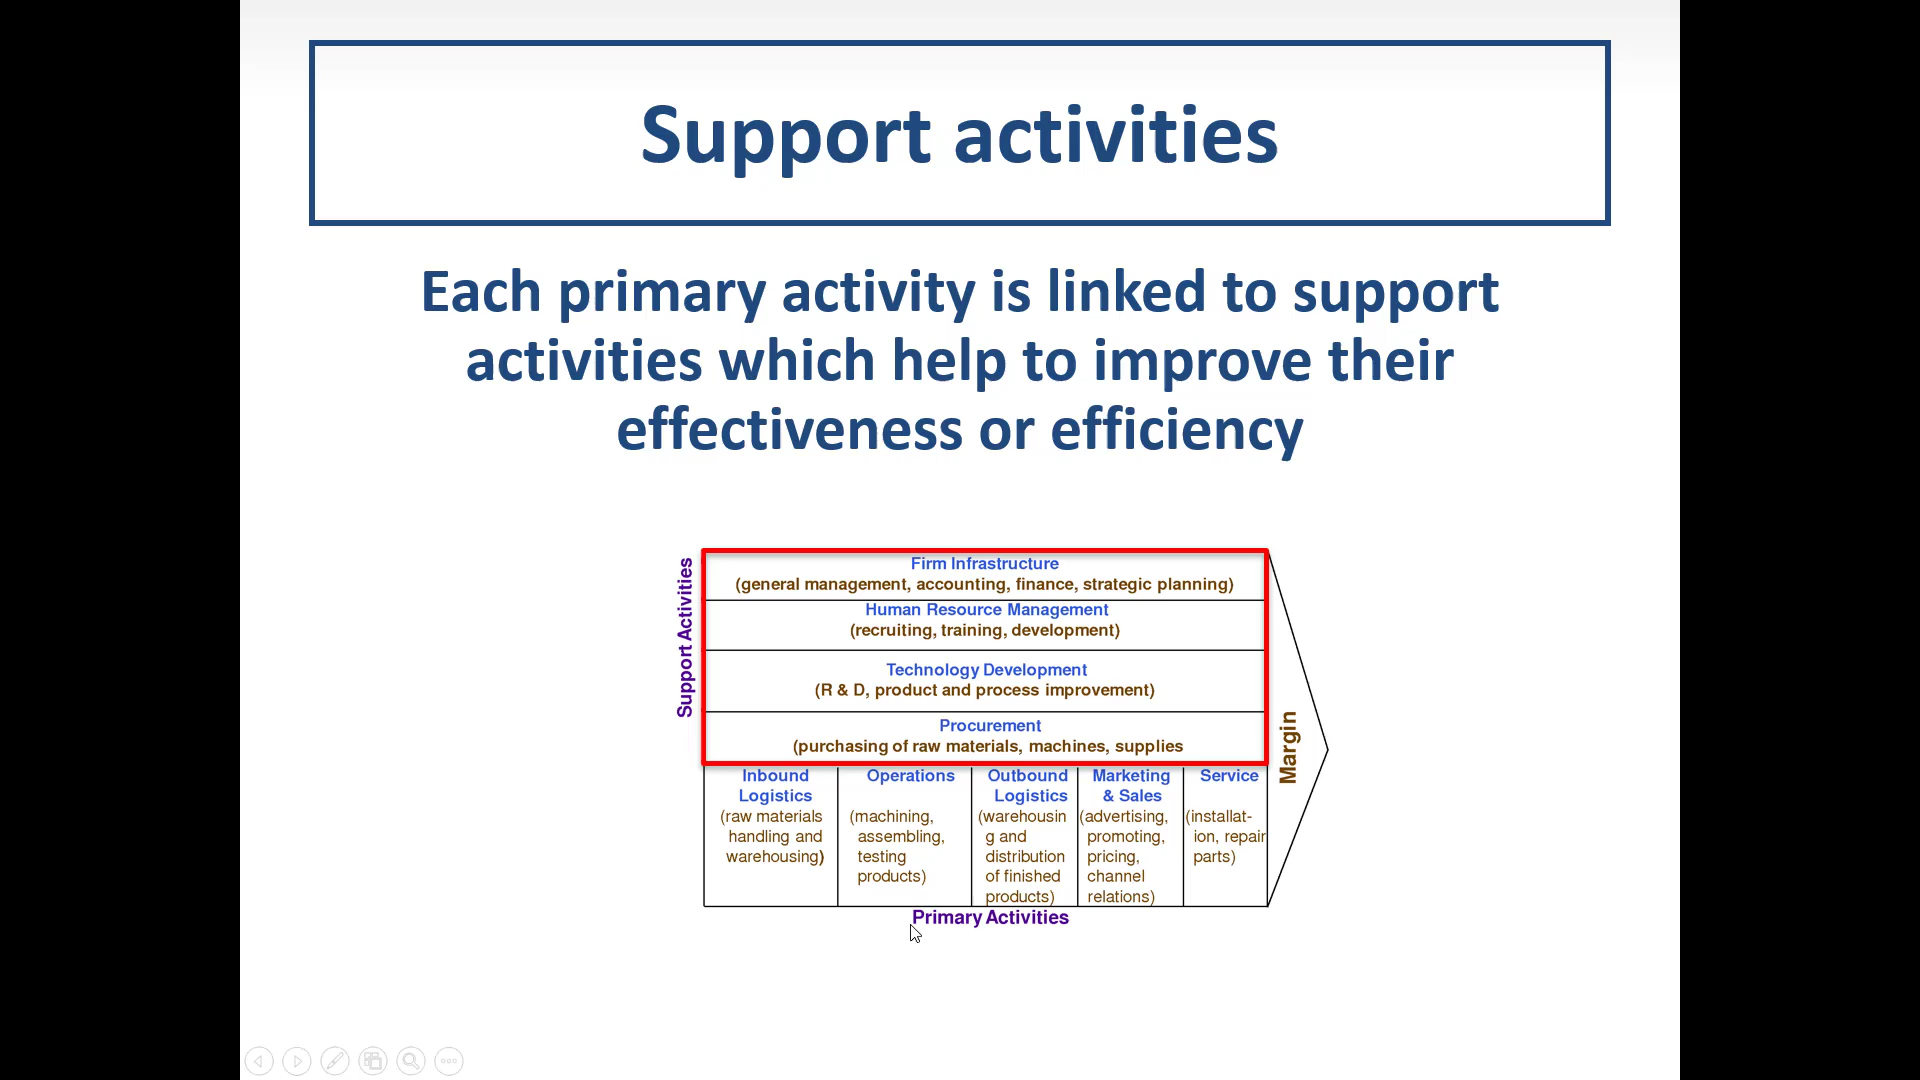 Support activities
Each primary activity is linked to support
activities which help to improve their
effectiveness or efficiency
Support Activities
Firm Infrastructure
(general management, accounting, finance, strategic planning)
Human Resource Management
(recruiting, training, development)
Technology Development
(R & D, product and process improvement)
Procurement
(purchasing of raw materials, machines, supplies
Inbound
Logistics
(raw materials
handling and
warehousing)
Operations
(machining,
assembling,
testing
products)
Outbound
Logistics
(warehousin
g and
distribution
of finished
products)
Marketing
& Sales
(advertising,
promoting,
pricing,
channel
relations)
Service
(installat-
ion, repair
parts)
Margin
Primary Activities